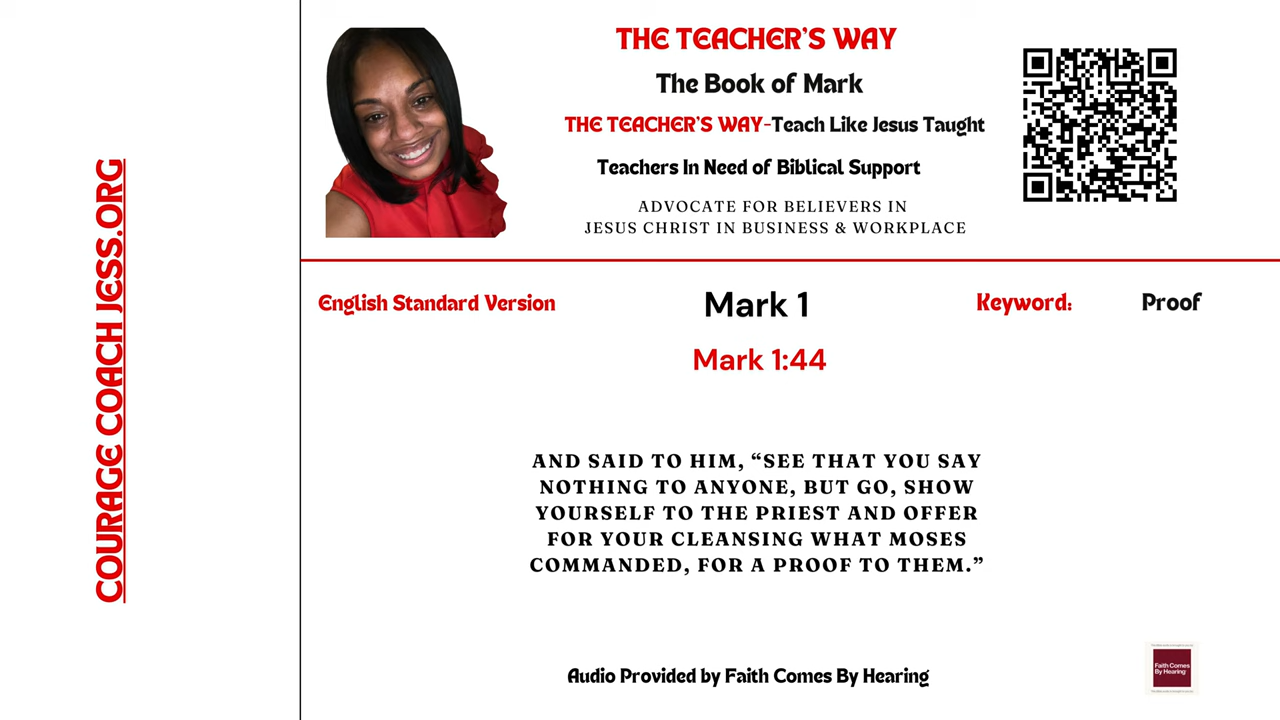 COURAGE COACH JESS.ORG
THE TEACHER'S WAY
The Book of Mark
THE TEACHER'S WAY-Teach Like Jesus Taught
Teachers In Need of Biblical Support
ADVOCATE FOR BELIEVERS IN
JESUS CHRIST IN BUSINESS & WORKPLACE
English Standard Version
Mark 1
Keyword:
Proof
Mark 1:44
AND SAID TO HIM, “SEE THAT YOU SAY
NOTHING TO ANYONE, BUT GO, SHOW
YOURSELF TO THE PRIEST AND OFFER
FOR YOUR CLEANSING WHAT MOSES
COMMANDED, FOR A PROOF TO THEM.”
Audio Provided by Faith Comes By Hearing
Faith Comes
By Hearing